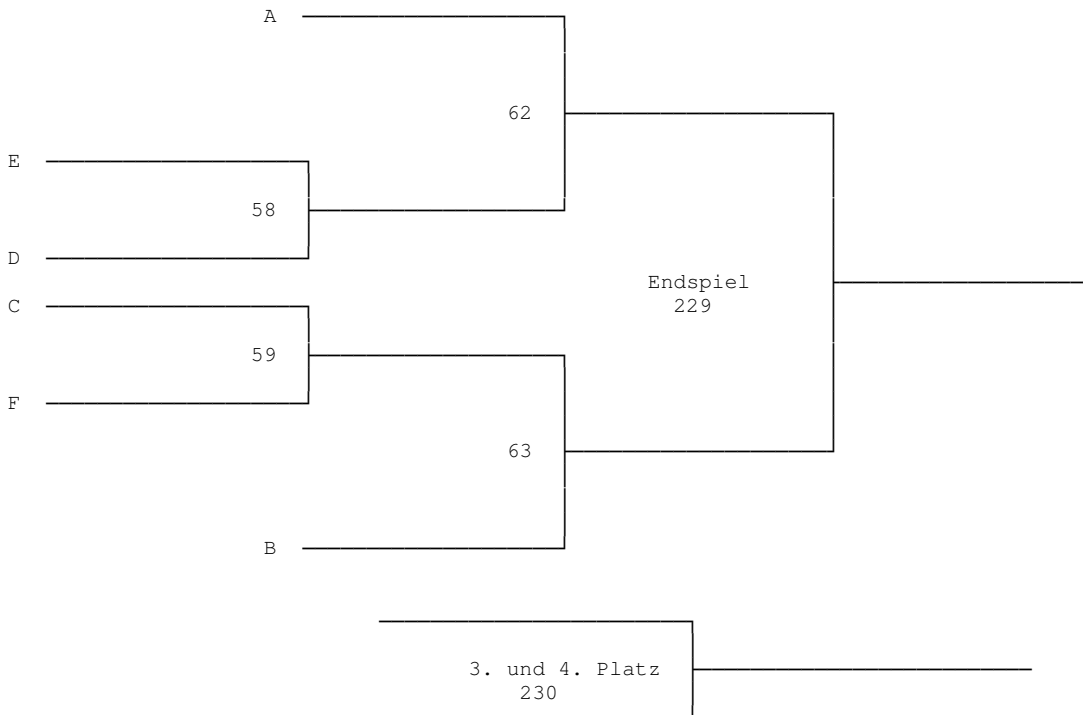 A
62
E
58
D
Endspiel
C
229
59
F
63
B
3. und 4. Platz
230